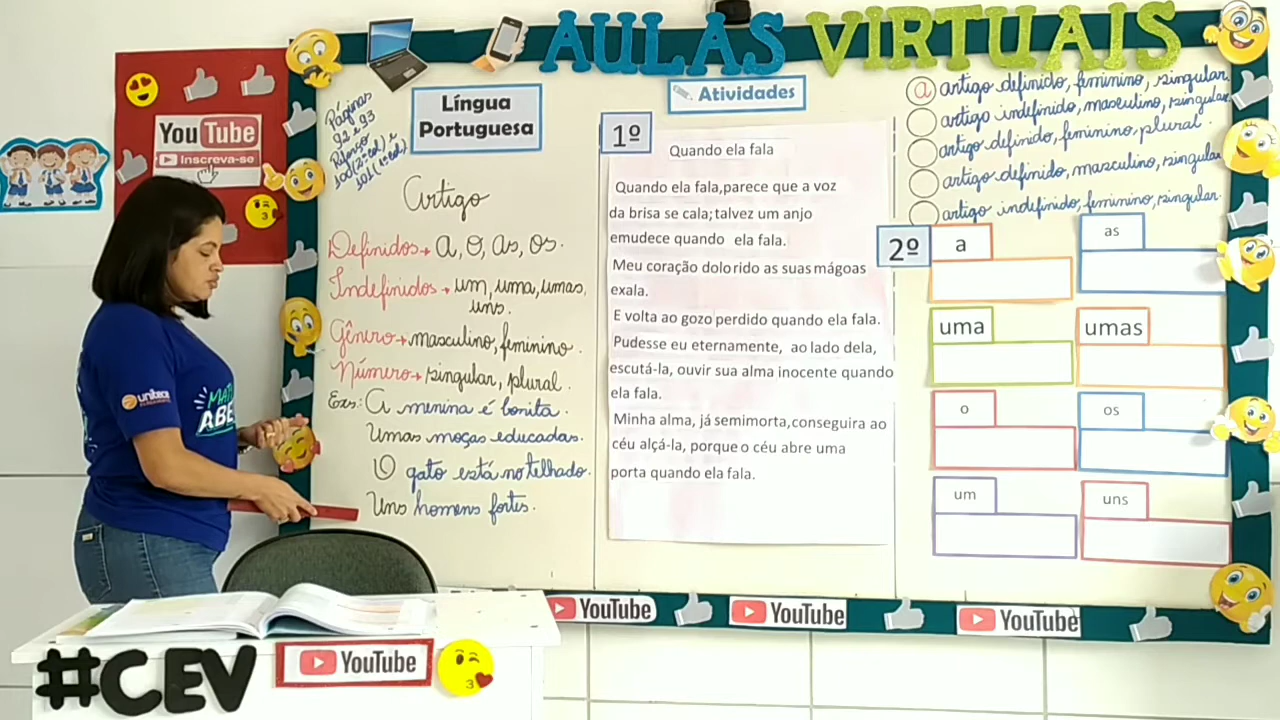 AULAS VIRTUAIS
YouTube
Inscreva-se
Páginas
92 e 93
Reforço
100(2ª col.) e
101(1ª col.)
Língua
Portuguesa
Artigo
Definidos → a, o, as, os.
Indefinidos → um, uma, umas,
uns.
Gênero → masculino, feminino.
Número → singular, plural.
Exs: A menina é bonita.
Umas moças educadas.
O gato está no telhado.
Uns homens fortes.
Atividades
1º
Quando ela fala
Quando ela fala,parece que a voz
da brisa se cala;talvez um anjo
emudece quando ela fala.
Meu coração dolorido as suas mágoas
exala.
E volta ao gozo perdido quando ela fala.
Pudesse eu eternamente, ao lado dela,
escutá-la, ouvir sua alma inocente quando
ela fala.
Minha alma, já semimorta,conseguira ao
céu alçá-la, porque o céu abre uma
porta quando ela fala.
a artigo definido, feminino, singular.
artigo indefinido, masculino, singular
artigo definido, feminino, plural.
artigo definido, masculino, singular
artigo indefinido, feminino, singular.
2º
a
as
uma
umas
o
os
um
uns
unitec
MAT
ABE
YouTube
YouTube
YouTube
#CEV
YouTube